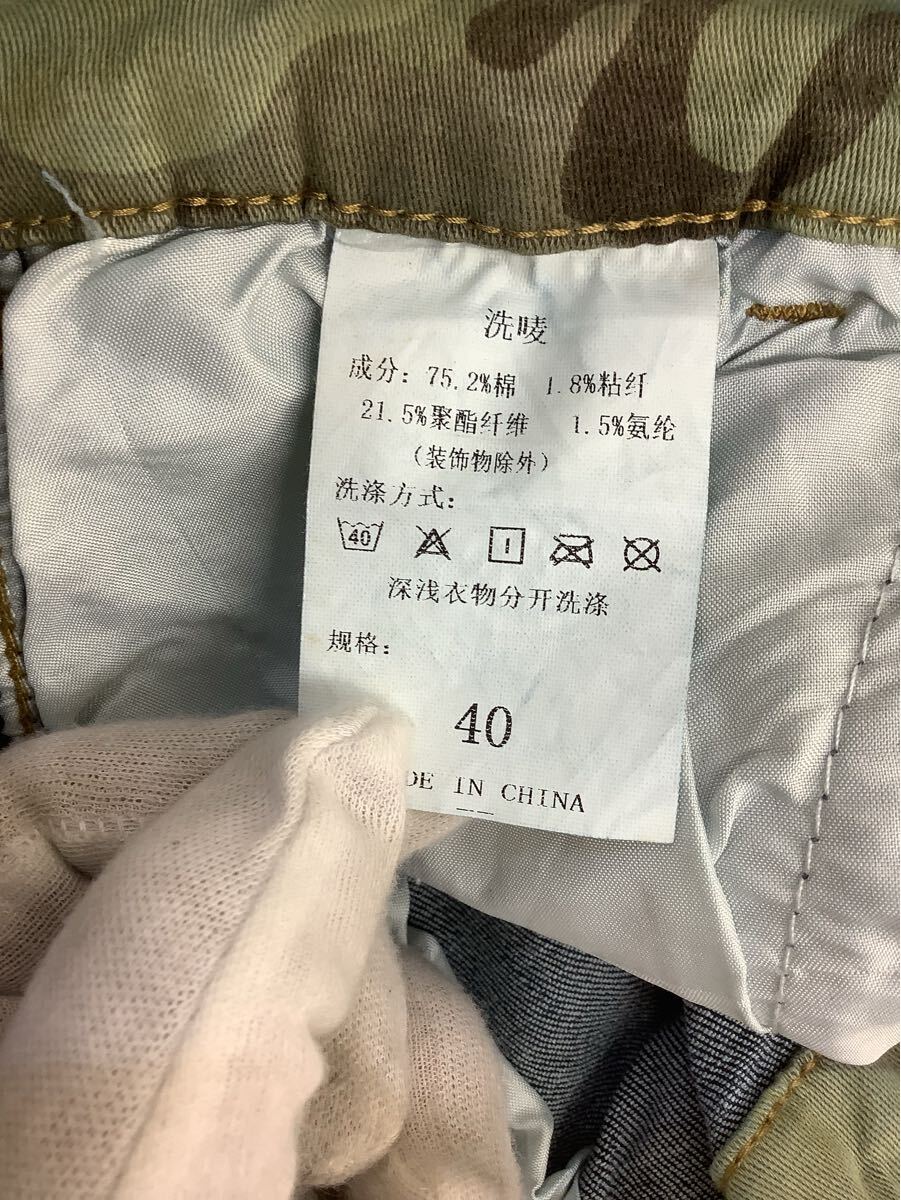 洗唛
成分: 75.2%棉 1.8%粘纤
21.5%聚酯纤维 1.5%氨纶
(装饰物除外)
洗涤方式:
40
深浅衣物分开洗涤
规格:
40
DE IN CHINA